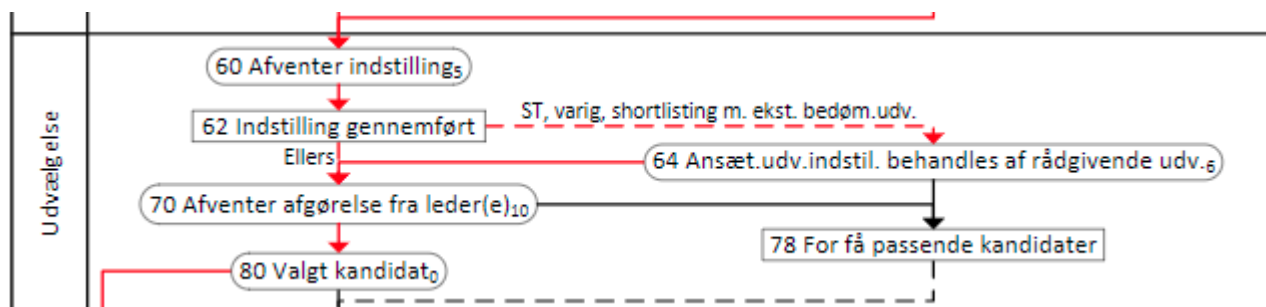 Udvælgelse
60 Afventer indstilling₅
62 Indstilling gennemført
ST, varig, shortlisting m. ekst. bedøm.udv.
Ellers
64 Ansæt.udv.indstil. behandles af rådgivende udv.₆
70 Afventer afgørelse fra leder(e)₁₀
78 For få passende kandidater
80 Valgt kandidat₀